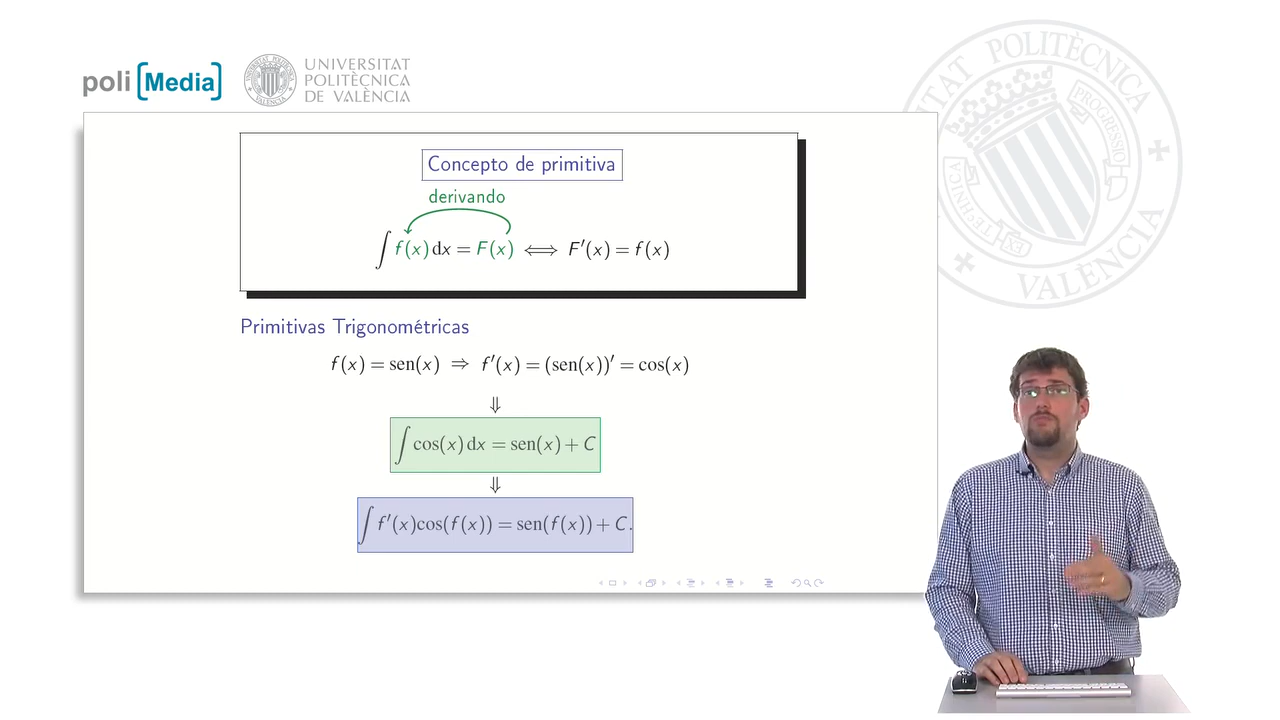 poli [Media]
UNIVERSITAT
POLITÈCNICA
DE VALÈNCIA
Concepto de primitiva
derivando
∫ f(x) dx = F(x) ⟺ F′(x) = f(x)
Primitivas Trigonométricas
f(x) = sen(x) ⇒ f′(x) = (sen(x))′ = cos(x)
⇓
∫ cos(x) dx = sen(x) + C
⇓
∫ f′(x)cos(f(x)) = sen(f(x)) + C.